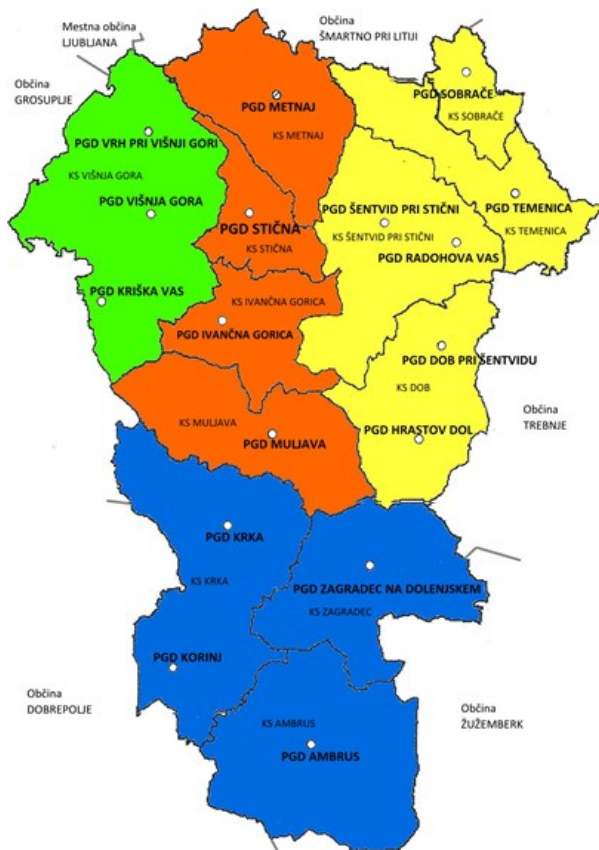 Mestna občina
LJUBLJANA
Občina
ŠMARTNO PRI LITIJI
Občina
GROSUPLJE
PGD METNAJ
KS METNAJ
PGD SOBRAČE
KS SOBRAČE
PGD VRH PRI VIŠNJI GORI
KS VIŠNJA GORA
PGD VIŠNJA GORA
PGD STIČNA
KS STIČNA
PGD ŠENTVID PRI STIČNI
KS ŠENTVID PRI STIČNI
PGD RADOHOVA VAS
PGD TEMENICA
KS TEMENICA
PGD KRIŠKA VAS
KS IVANČNA GORICA
PGD IVANČNA GORICA
PGD DOB PRI ŠENTVIDU
KS DOB
KS MULJAVA
PGD MULJAVA
PGD HRASTOV DOL
Občina
TREBNJE
PGD KRKA
KS KRKA
PGD ZAGRADEC NA DOLENJSKEM
KS ZAGRADEC
PGD KORINJ
Občina
DOBREPOLJE
KS AMBRUS
PGD AMBRUS
Občina
ŽUŽEMBERK